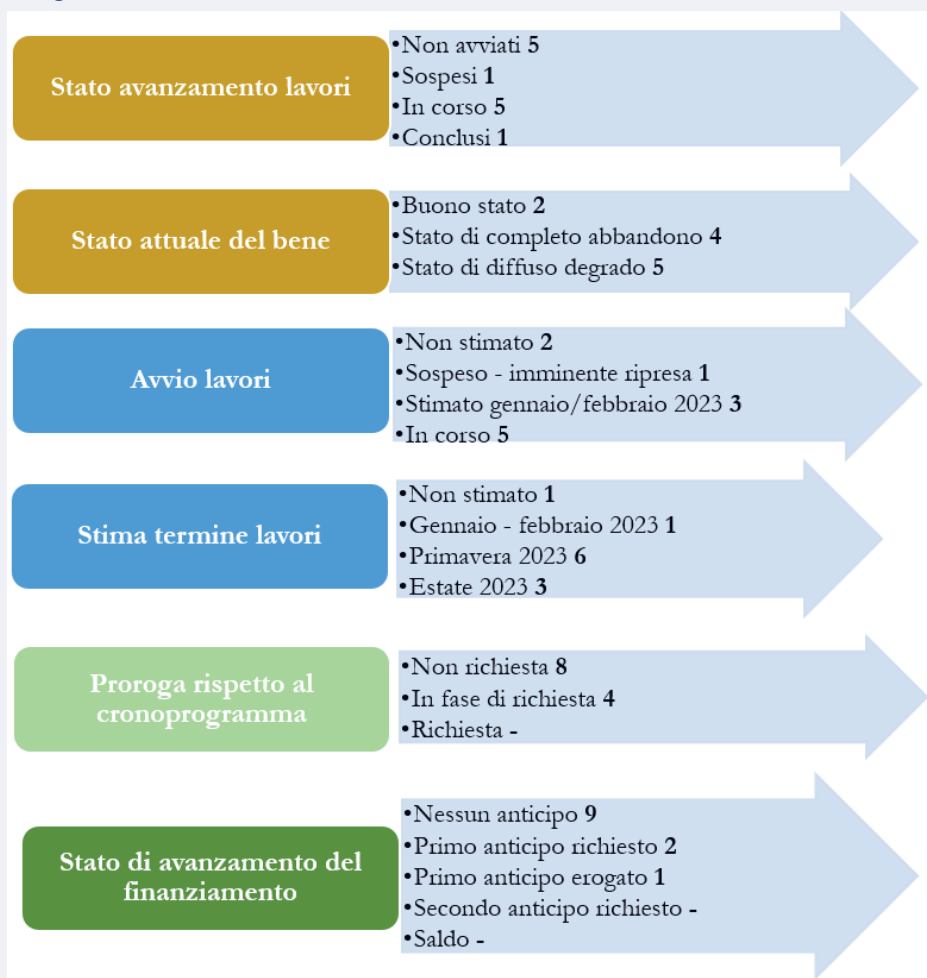 Stato avanzamento lavori
•Non avviati 5
•Sospesi 1
•In corso 5
•Conclusi 1
Stato attuale del bene
•Buono stato 2
•Stato di completo abbandono 4
•Stato di diffuso degrado 5
Avvio lavori
•Non stimato 2
•Sospeso - imminente ripresa 1
•Stimato gennaio/febbraio 2023 3
•In corso 5
Stima termine lavori
•Non stimato 1
•Gennaio - febbraio 2023 1
•Primavera 2023 6
•Estate 2023 3
Proroga rispetto al
cronoprogramma
•Non richiesta 8
•In fase di richiesta 4
•Richiesta -
Stato di avanzamento del
finanziamento
•Nessun anticipo 9
•Primo anticipo richiesto 2
•Primo anticipo erogato 1
•Secondo anticipo richiesto -
•Saldo -